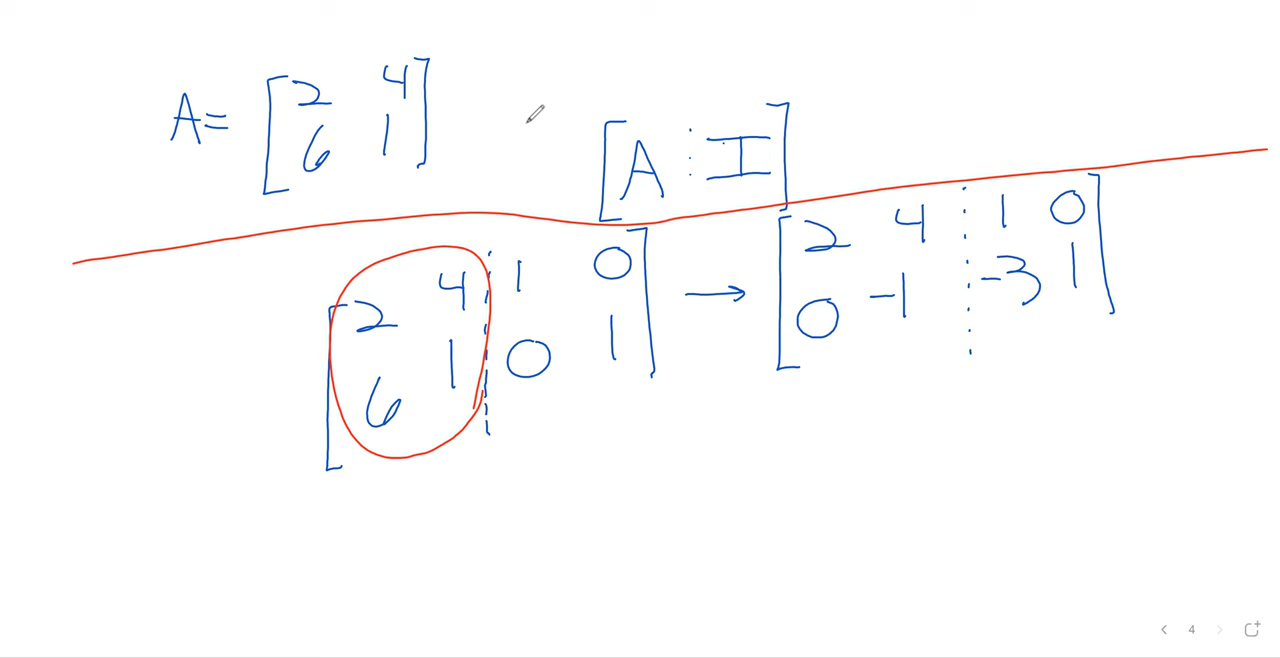 A = [ 2 4
6 1 ]
[ A ⋮ I ]
[ 2 4 ⋮ 1 0
6 1 ⋮ 0 1 ]
→
[ 2 4 ⋮ 1 0
0 -1 ⋮ -3 1 ]
< 4 >